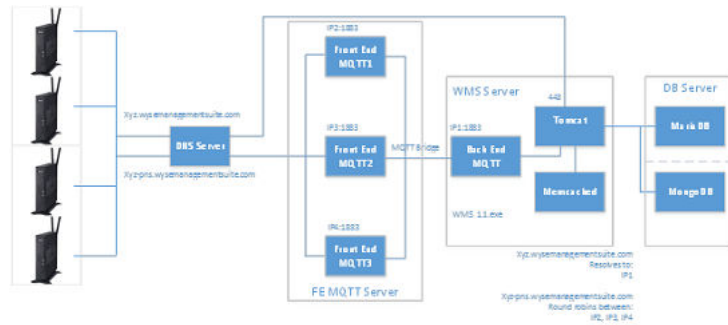 IP2:1883
Front End
MQTT1
Xyz.wysemanagementsuite.com
DNS Server
Xyz-pns.wysemanagementsuite.com
IP3:1883
Front End
MQTT2
MQTT Bridge
IP4:1883
Front End
MQTT3
FE MQTT Server
WMS Server
443
IP1:1883
Back End
MQTT
Tomcat
Memcached
WMS 1.1.exe
DB Server
Maria DB
MongoDB
Xyz.wysemanagementsuite.com
Resolves to:
IP1
Xyz-pns.wysemanagementsuite.com
Round robins between:
IP2, IP3, IP4